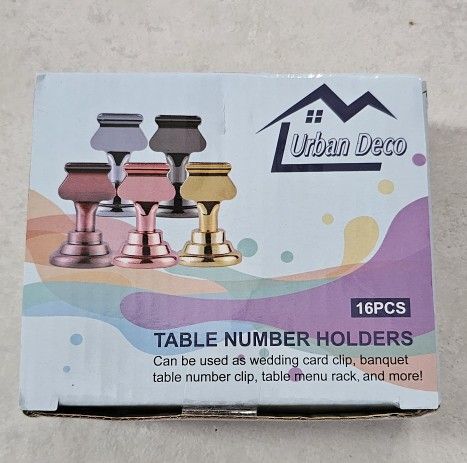 Urban Deco
16PCS
TABLE NUMBER HOLDERS
Can be used as wedding card clip, banquet
table number clip, table menu rack, and more!